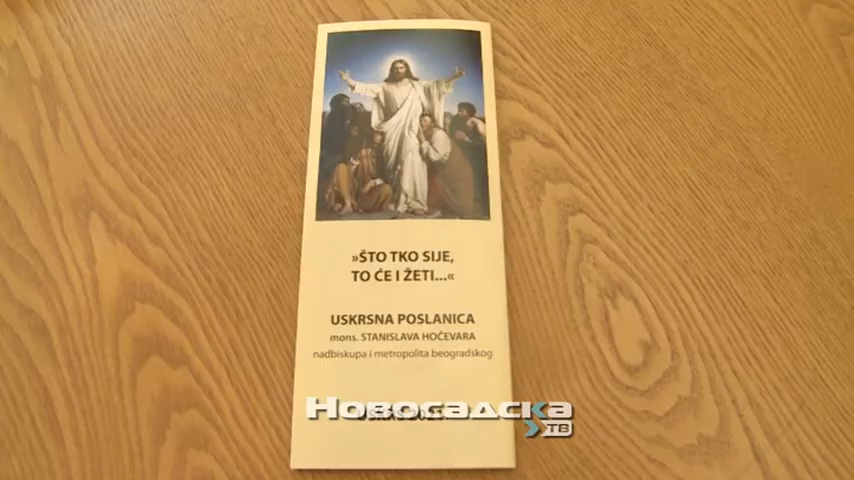 »ŠTO TKO SIJE,
TO ĆE I ŽETI...«
USKRSNA POSLANICA
mons. STANISLAVA HOČEVARA
nadbiskupa i metropolita beogradskog
Новосадска
ТВ